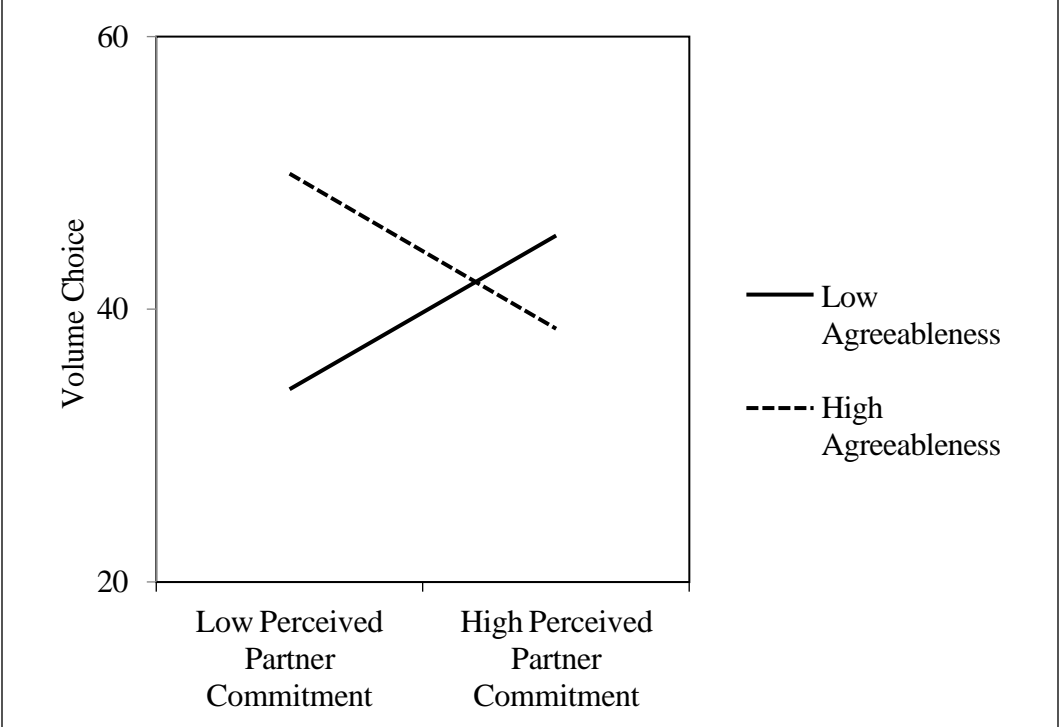 60
40
20
Volume Choice
Low Perceived
Partner
Commitment
High Perceived
Partner
Commitment
Low
Agreeableness
High
Agreeableness